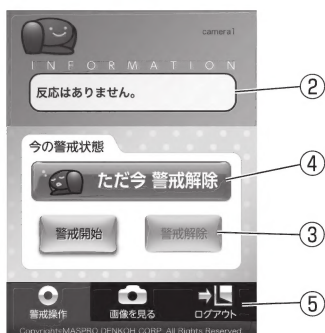 camera i
INFORMATION
反応はありません。
②
今の警戒状態
ただ今 警戒解除
④
警戒開始
警戒解除
③
警戒操作
画像を見る
ログアウト
⑤
Copyright©MASPRO DENKOH CORP. All Rights Reserved.